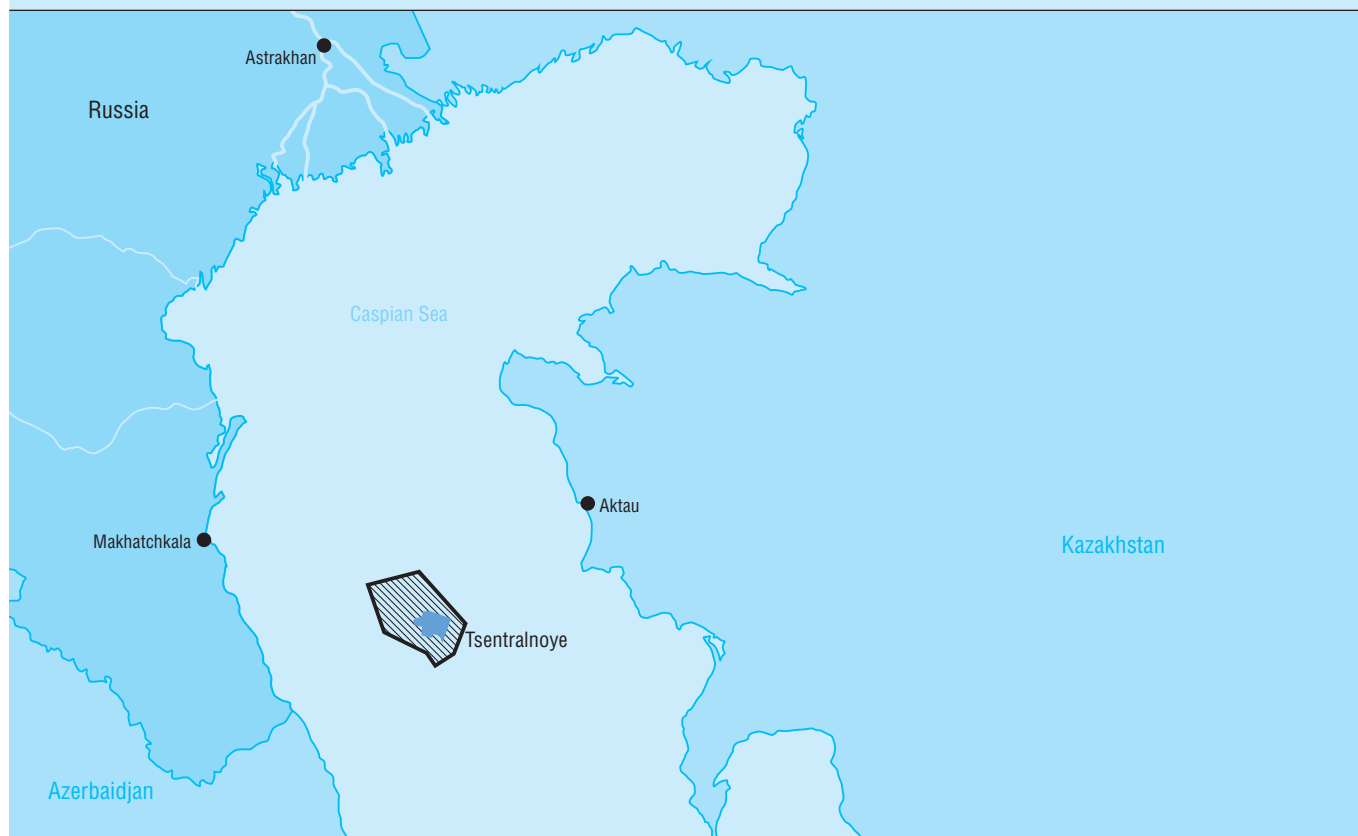 Astrakhan
Russia
Caspian Sea
Aktau
Makhatchkala
Kazakhstan
Tsentralnoye
Azerbaidjan